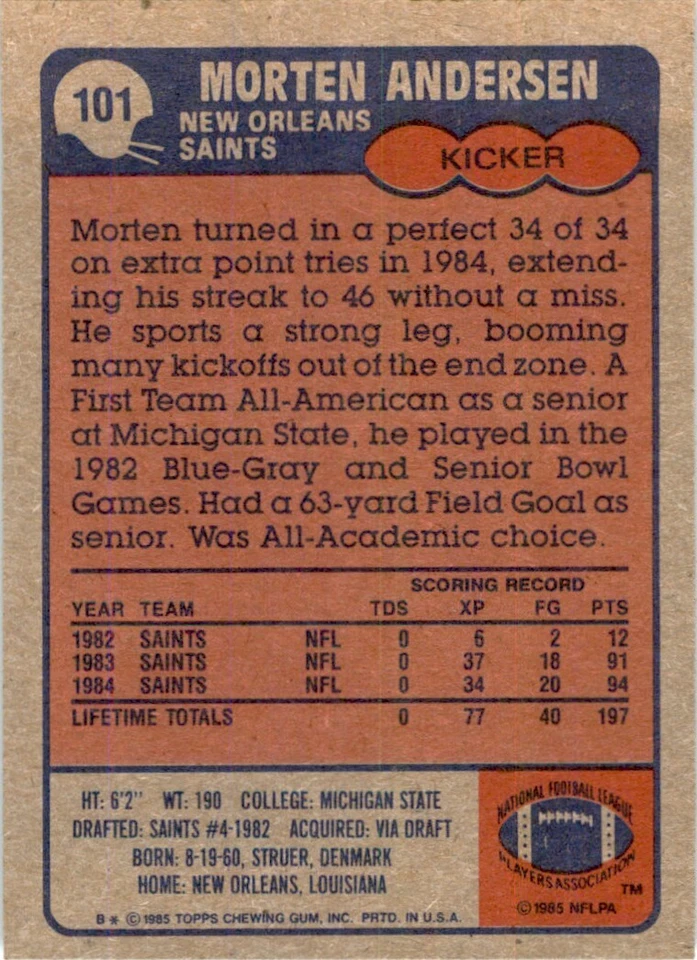 101
MORTEN ANDERSEN
NEW ORLEANS
SAINTS
KICKER
Morten turned in a perfect 34 of 34
on extra point tries in 1984, extend-
ing his streak to 46 without a miss.
He sports a strong leg, booming
many kickoffs out of the end zone. A
First Team All-American as a senior
at Michigan State, he played in the
1982 Blue-Gray and Senior Bowl
Games. Had a 63-yard Field Goal as
senior. Was All-Academic choice.
SCORING RECORD
YEAR TEAM TDS XP FG PTS
1982 SAINTS NFL 0 6 2 12
1983 SAINTS NFL 0 37 18 91
1984 SAINTS NFL 0 34 20 94
LIFETIME TOTALS 0 77 40 197
HT: 6'2" WT: 190 COLLEGE: MICHIGAN STATE
DRAFTED: SAINTS #4-1982 ACQUIRED: VIA DRAFT
BORN: 8-19-60, STRUER, DENMARK
HOME: NEW ORLEANS, LOUISIANA
B* ©1985 TOPPS CHEWING GUM, INC. PRTD. IN U.S.A.
NATIONAL FOOTBALL LEAGUE
PLAYERS ASSOCIATION
TM
©1985 NFLPA